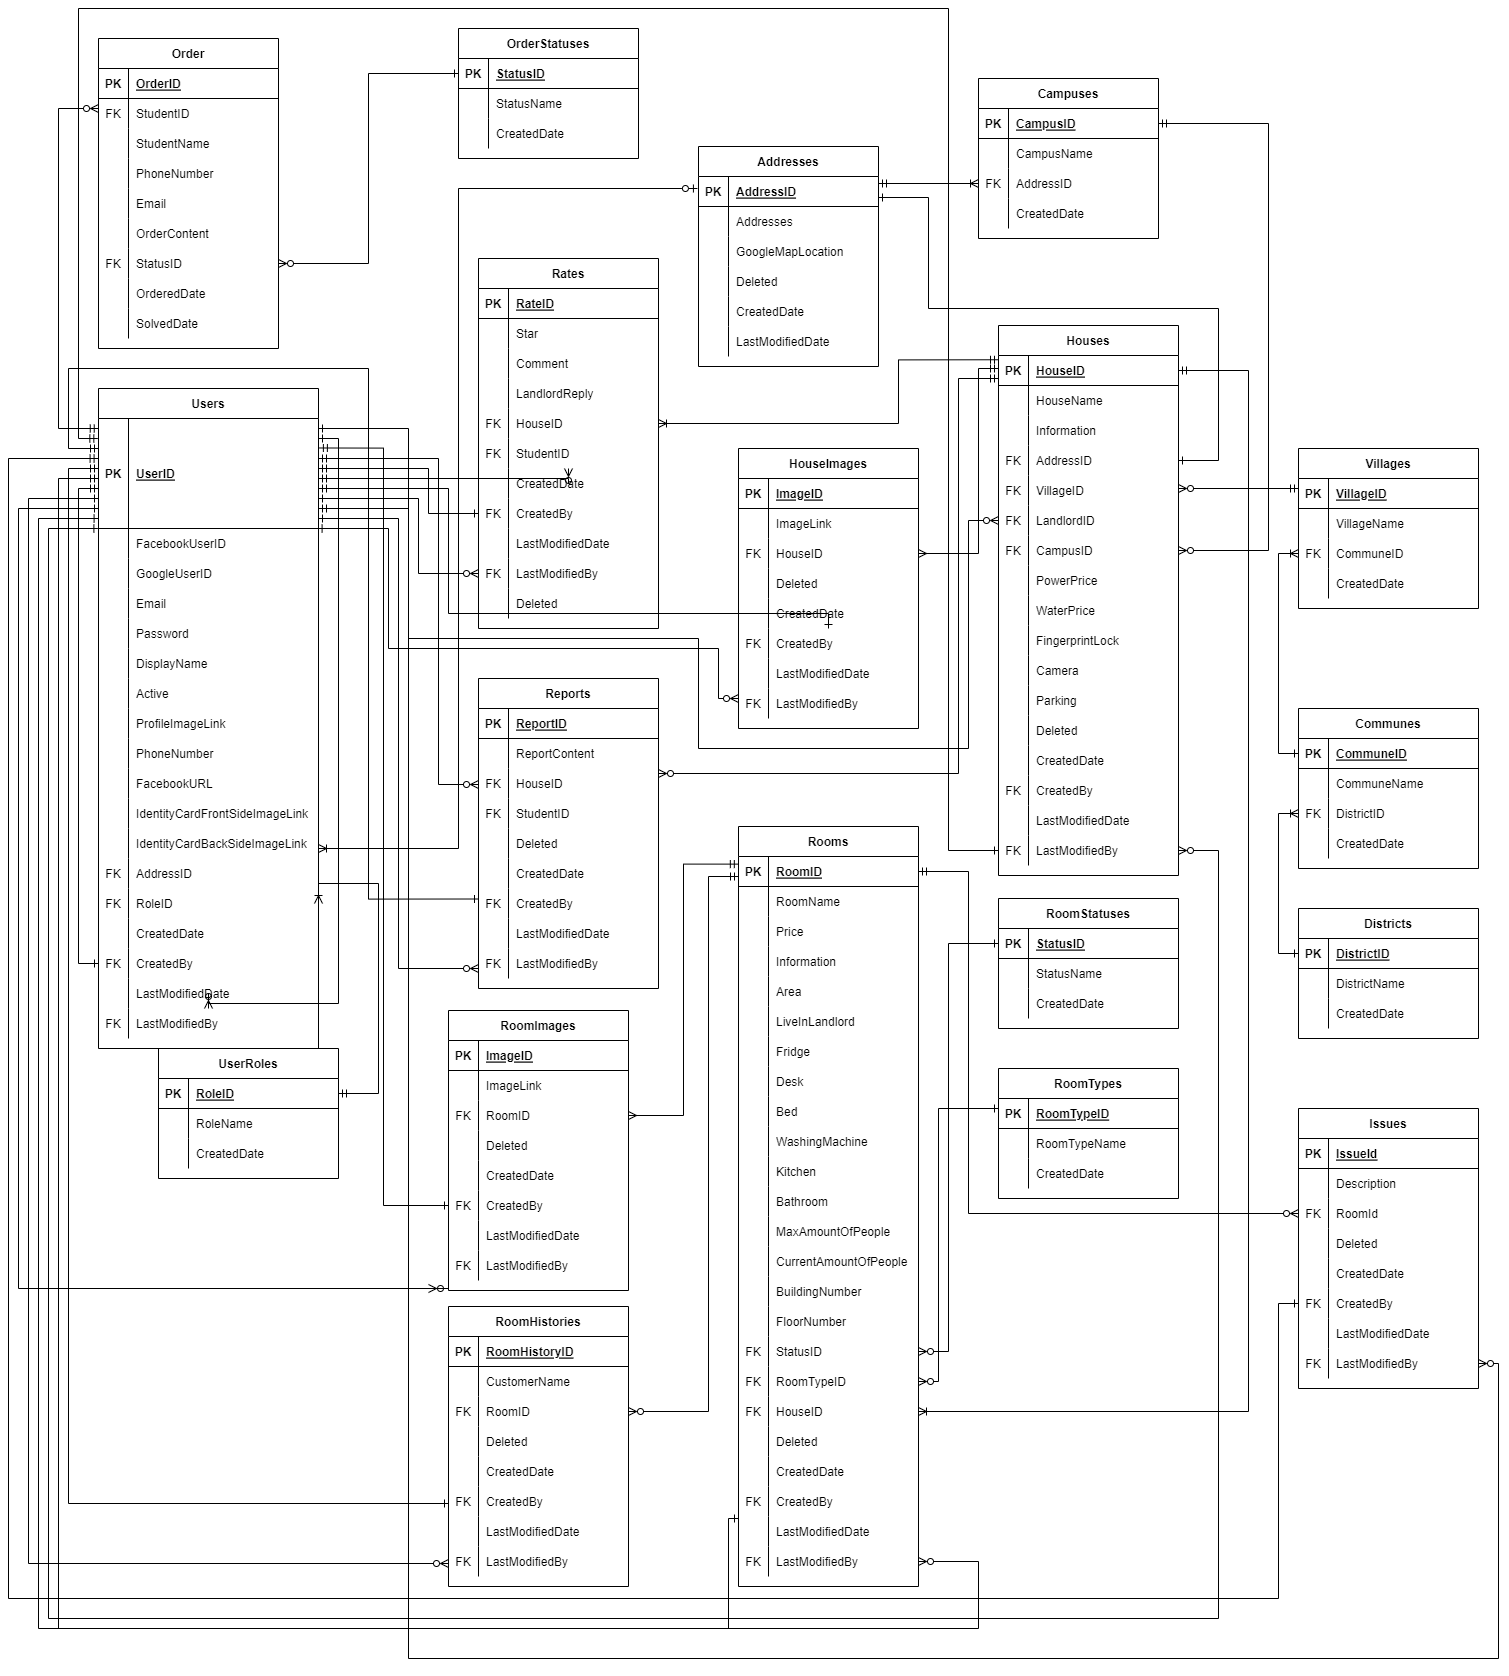 Order
PK OrderID
FK StudentID
StudentName
PhoneNumber
Email
OrderContent
FK StatusID
OrderedDate
SolvedDate
OrderStatuses
PK StatusID
StatusName
CreatedDate
Campuses
PK CampusID
CampusName
FK AddressID
CreatedDate
Addresses
PK AddressID
Addresses
GoogleMapLocation
Deleted
CreatedDate
LastModifiedDate
Rates
PK RateID
Star
Comment
LandlordReply
FK HouseID
FK StudentID
CreatedDate
FK CreatedBy
LastModifiedDate
FK LastModifiedBy
Deleted
Houses
PK HouseID
HouseName
Information
FK AddressID
FK VillageID
FK LandlordID
FK CampusID
PowerPrice
WaterPrice
FingerprintLock
Camera
Parking
Deleted
CreatedDate
FK CreatedBy
LastModifiedDate
FK LastModifiedBy
Users
PK UserID
FacebookUserID
GoogleUserID
Email
Password
DisplayName
Active
ProfileImageLink
PhoneNumber
FacebookURL
IdentityCardFrontSideImageLink
IdentityCardBackSideImageLink
FK AddressID
FK RoleID
CreatedDate
FK CreatedBy
LastModifiedDate
FK LastModifiedBy
HouseImages
PK ImageID
ImageLink
FK HouseID
Deleted
CreatedDate
FK CreatedBy
LastModifiedDate
FK LastModifiedBy
Villages
PK VillageID
VillageName
FK CommuneID
CreatedDate
Reports
PK ReportID
ReportContent
FK HouseID
FK StudentID
Deleted
CreatedDate
FK CreatedBy
LastModifiedDate
FK LastModifiedBy
Communes
PK CommuneID
CommuneName
FK DistrictID
CreatedDate
Rooms
PK RoomID
RoomName
Price
Information
Area
LiveInLandlord
Fridge
Desk
Bed
WashingMachine
Kitchen
Bathroom
MaxAmountOfPeople
CurrentAmountOfPeople
BuildingNumber
FloorNumber
FK StatusID
FK RoomTypeID
FK HouseID
Deleted
CreatedDate
FK CreatedBy
LastModifiedDate
FK LastModifiedBy
RoomStatuses
PK StatusID
StatusName
CreatedDate
Districts
PK DistrictID
DistrictName
CreatedDate
RoomImages
PK ImageID
ImageLink
FK RoomID
Deleted
CreatedDate
FK CreatedBy
LastModifiedDate
FK LastModifiedBy
UserRoles
PK RoleID
RoleName
CreatedDate
RoomTypes
PK RoomTypeID
RoomTypeName
CreatedDate
Issues
PK IssueId
Description
FK RoomId
Deleted
CreatedDate
FK CreatedBy
LastModifiedDate
FK LastModifiedBy
RoomHistories
PK RoomHistoryID
CustomerName
FK RoomID
Deleted
CreatedDate
FK CreatedBy
LastModifiedDate
FK LastModifiedBy